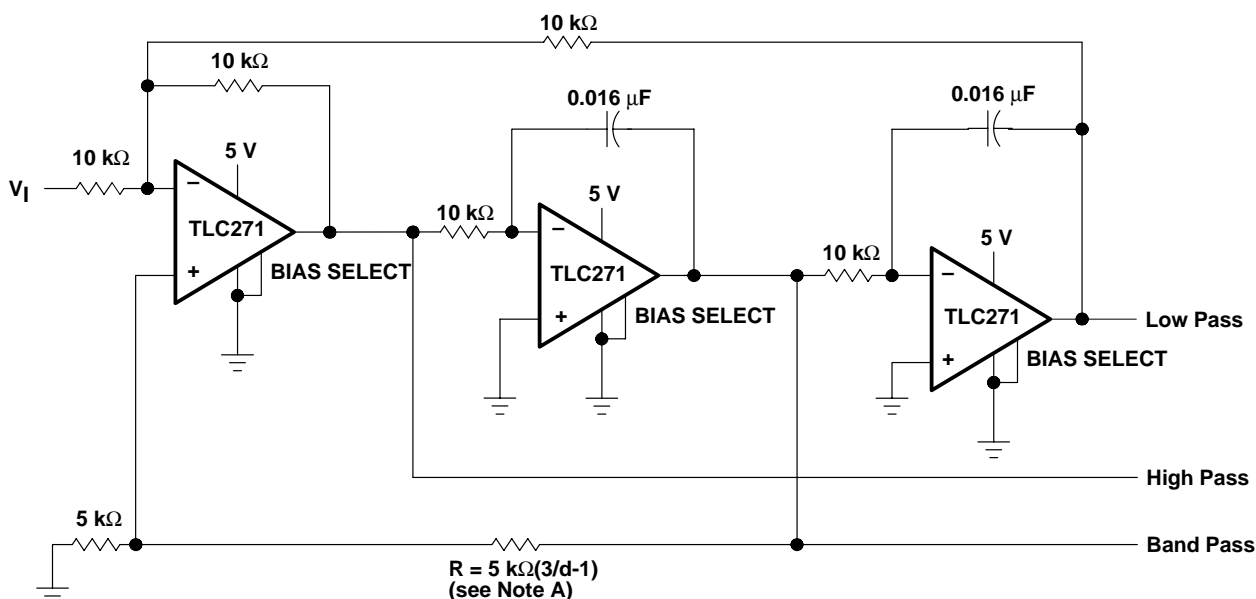 10 kΩ
10 kΩ
0.016 μF
0.016 μF
10 kΩ
5 V
VI
−
TLC271
+
BIAS SELECT
10 kΩ
5 V
−
TLC271
+
BIAS SELECT
10 kΩ
5 V
−
TLC271
+
BIAS SELECT
Low Pass
High Pass
5 kΩ
Band Pass
R = 5 kΩ(3/d-1)
(see Note A)